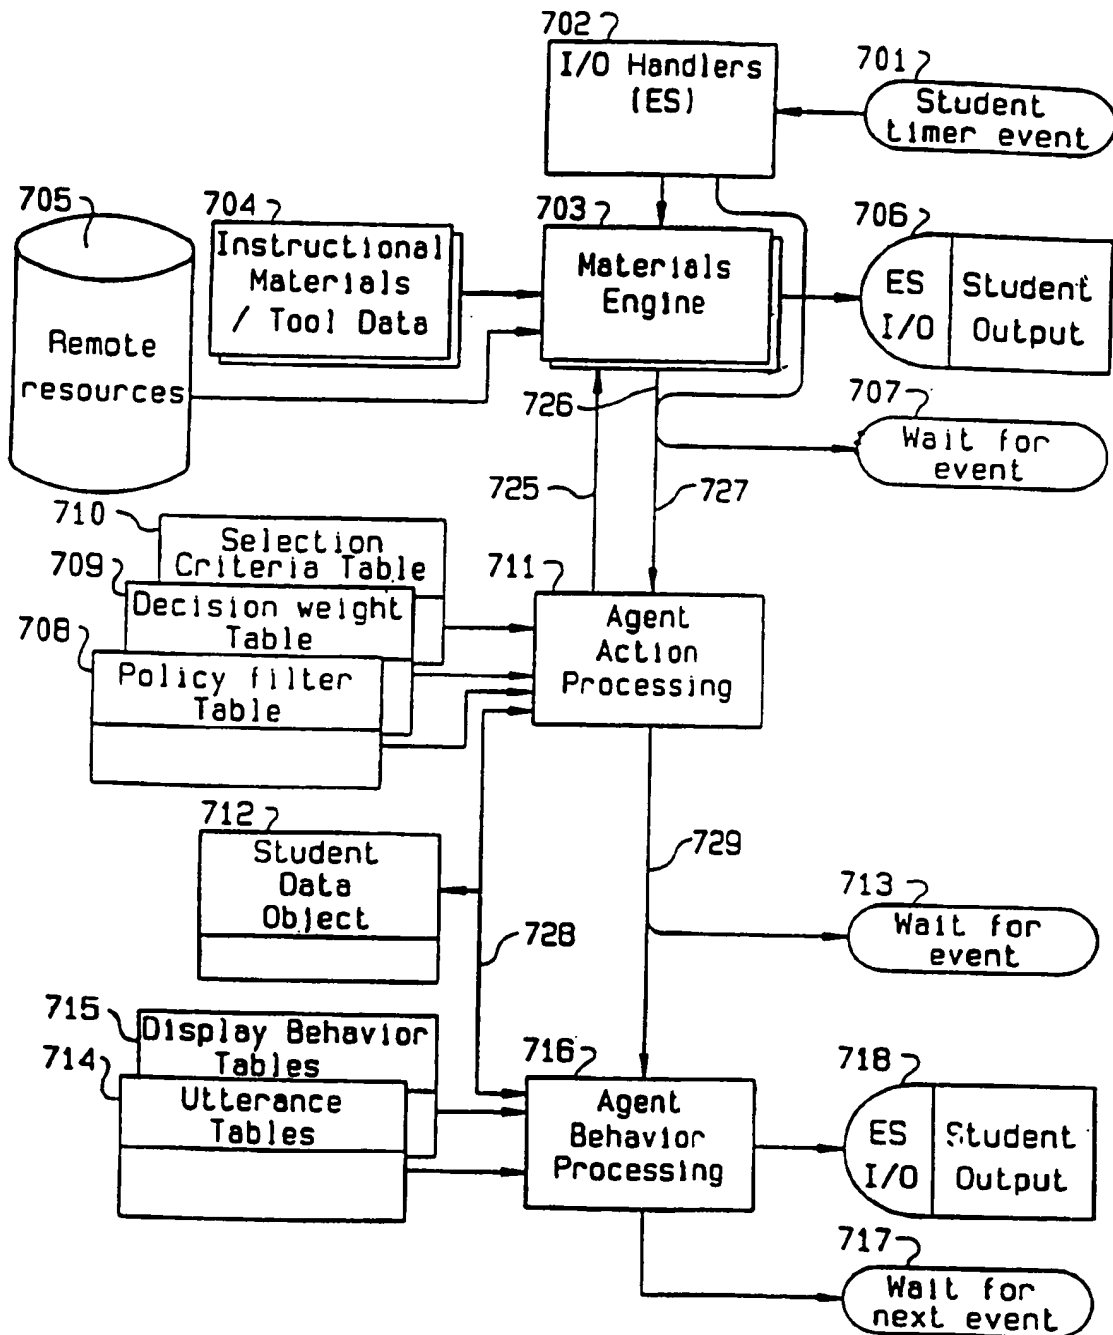 702
I/O Handlers
(ES)
701
Student
timer event
705
Remote
resources
704
Instructional
Materials
/ Tool Data
703
Materials
Engine
706
ES
I/O
Student
Output
726
707
Wait for
event
725
727
710
Selection
Criteria Table
709
Decision weight
Table
708
Policy filter
Table
711
Agent
Action
Processing
712
Student
Data
Object
728
729
713
Wait for
event
715
Display Behavior
Tables
714
Utterance
Tables
716
Agent
Behavior
Processing
718
ES
I/O
Student
Output
717
Wait for
next event